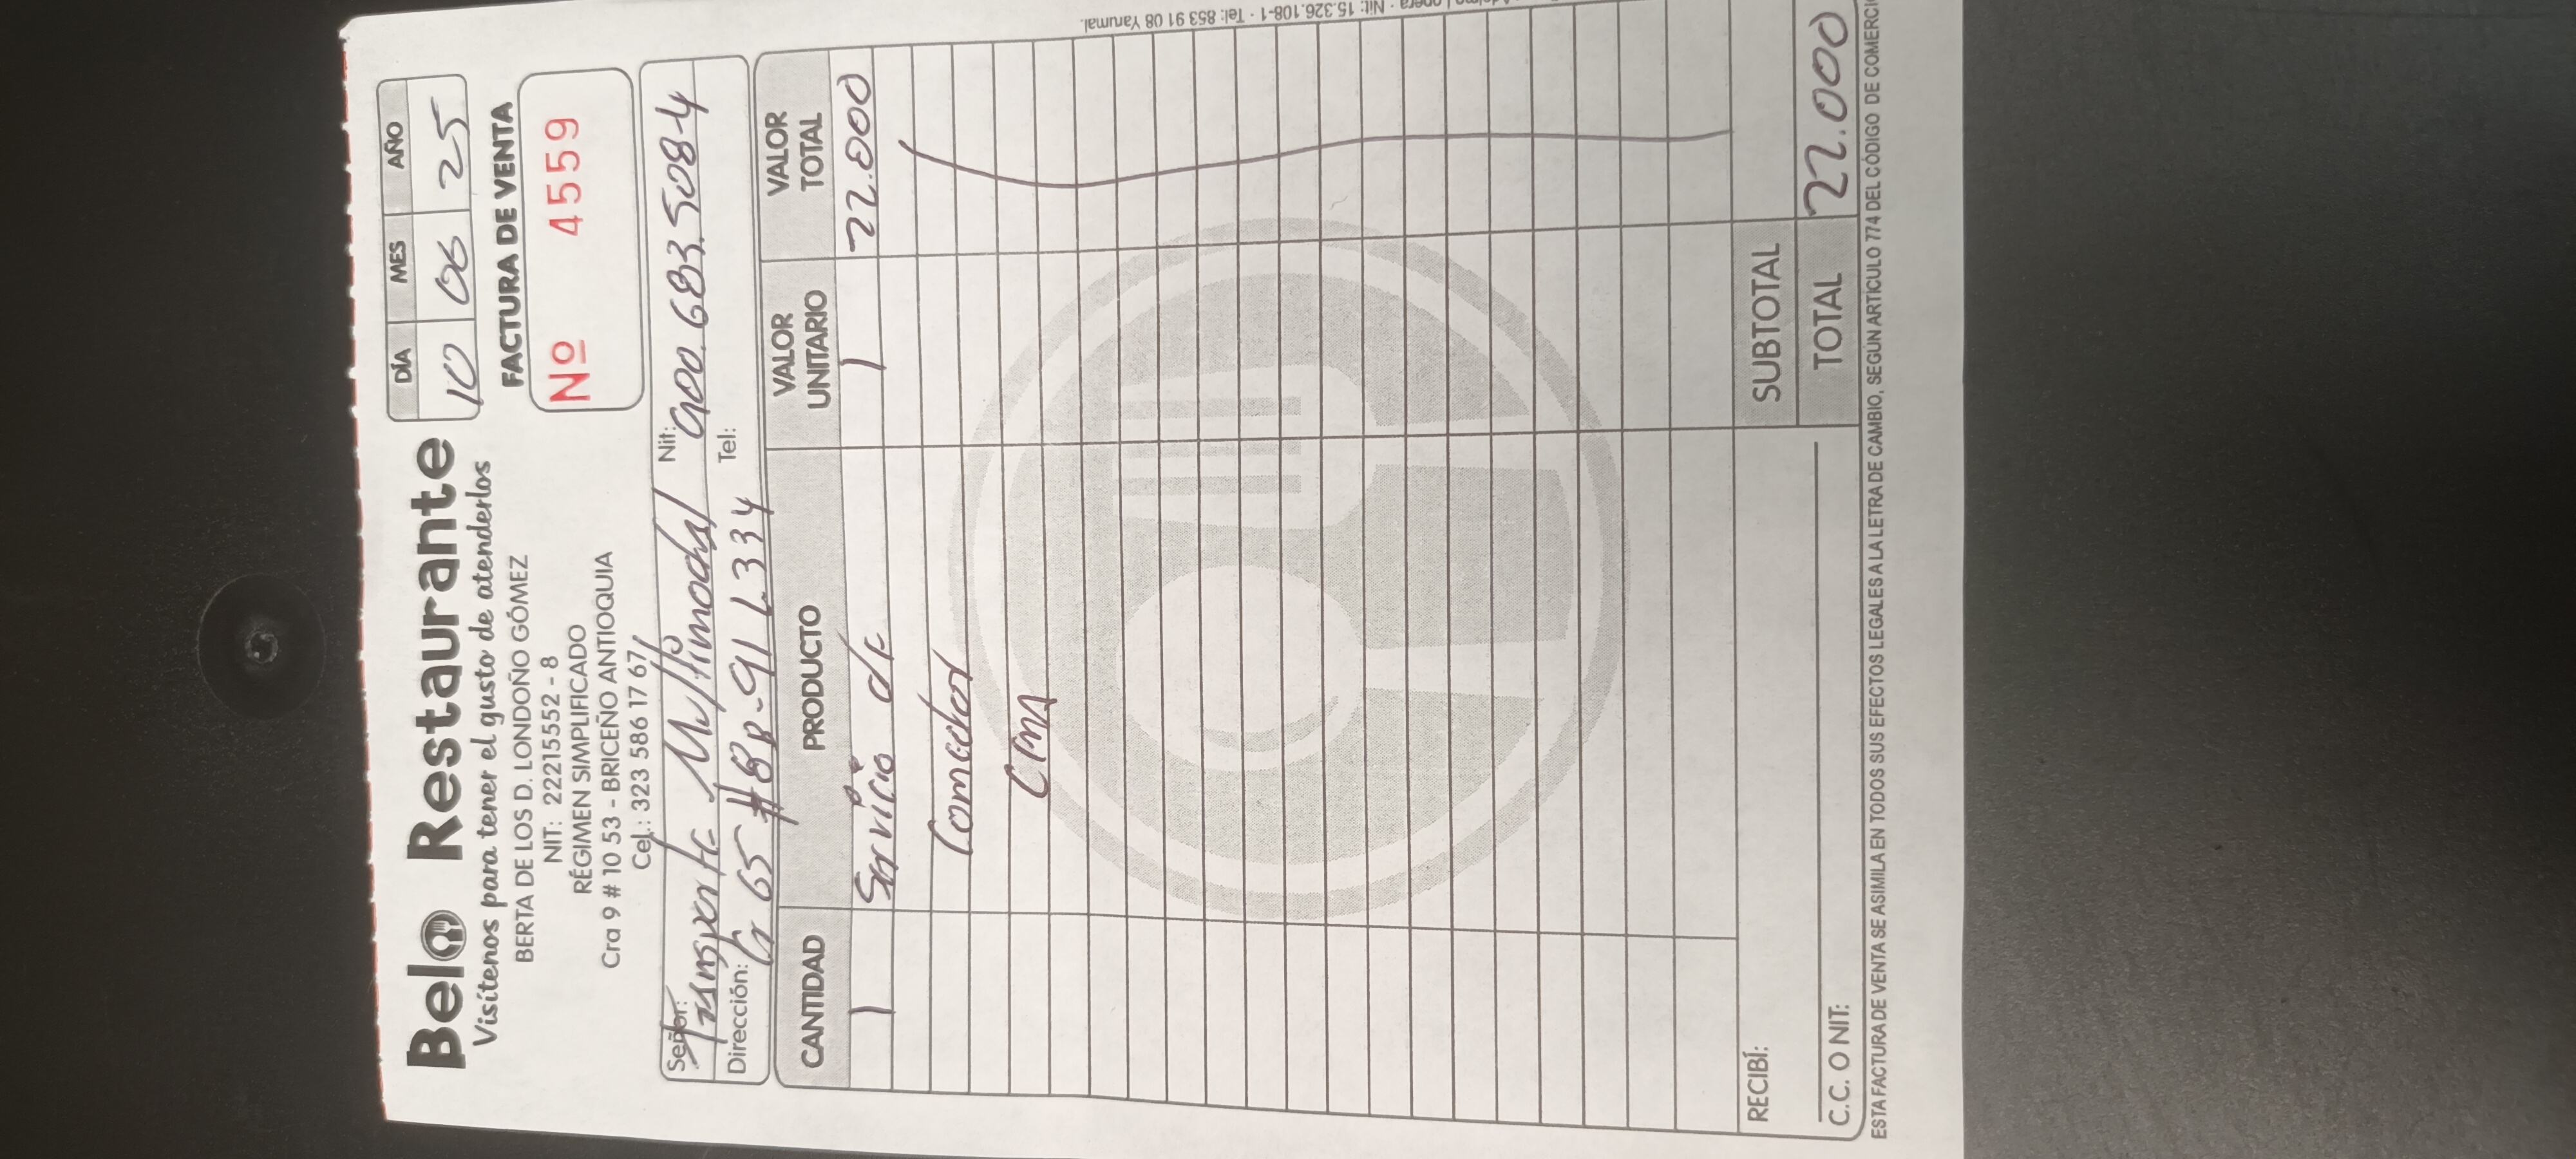 Belo Restaurante
Visítenos para tener el gusto de atenderlos
BERTA DE LOS D. LONDOÑO GÓMEZ
NIT: 22215552 - 8
RÉGIMEN SIMPLIFICADO
Cra 9 # 10 53 - BRICEÑO ANTIOQUIA
Cel.: 323 586 17 67
DÍA MES AÑO
10 06 25
FACTURA DE VENTA
Nº 4559
Señor: Transporte Multimodal Nit: 900.683.508-4
Dirección: Cr 65 #8B-91 L 334 Tel:
CANTIDAD PRODUCTO VALOR UNITARIO VALOR TOTAL
1 Servicio de 1 22.000
Comedor
SUBTOTAL
RECIBÍ:
TOTAL 22.000
C.C. O NIT:
ESTA FACTURA DE VENTA SE ASIMILA EN TODOS SUS EFECTOS LEGALES A LA LETRA DE CAMBIO, SEGÚN ARTÍCULO 774 DEL CÓDIGO DE COMERCIO
Nit: 15.326.108-1 - Tel: 853 91 08 Yarumal.